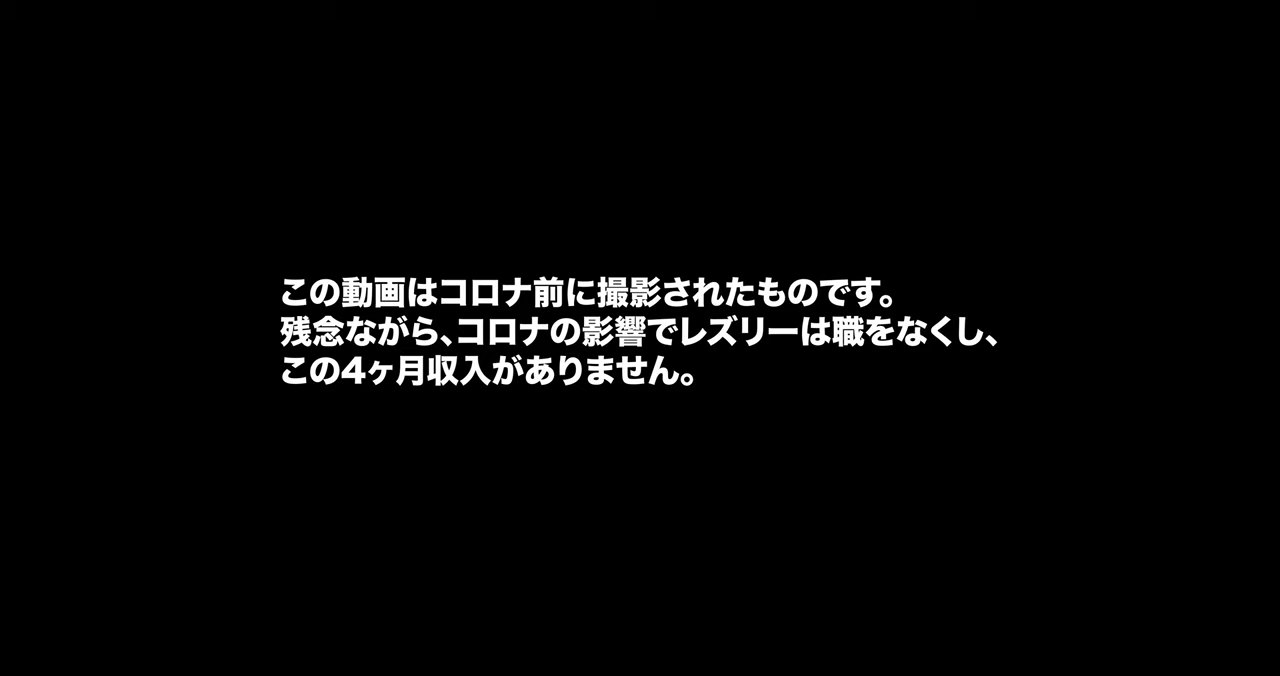 この動画はコロナ前に撮影されたものです。
残念ながら、コロナの影響でレズリーは職をなくし、
この4ヶ月収入がありません。